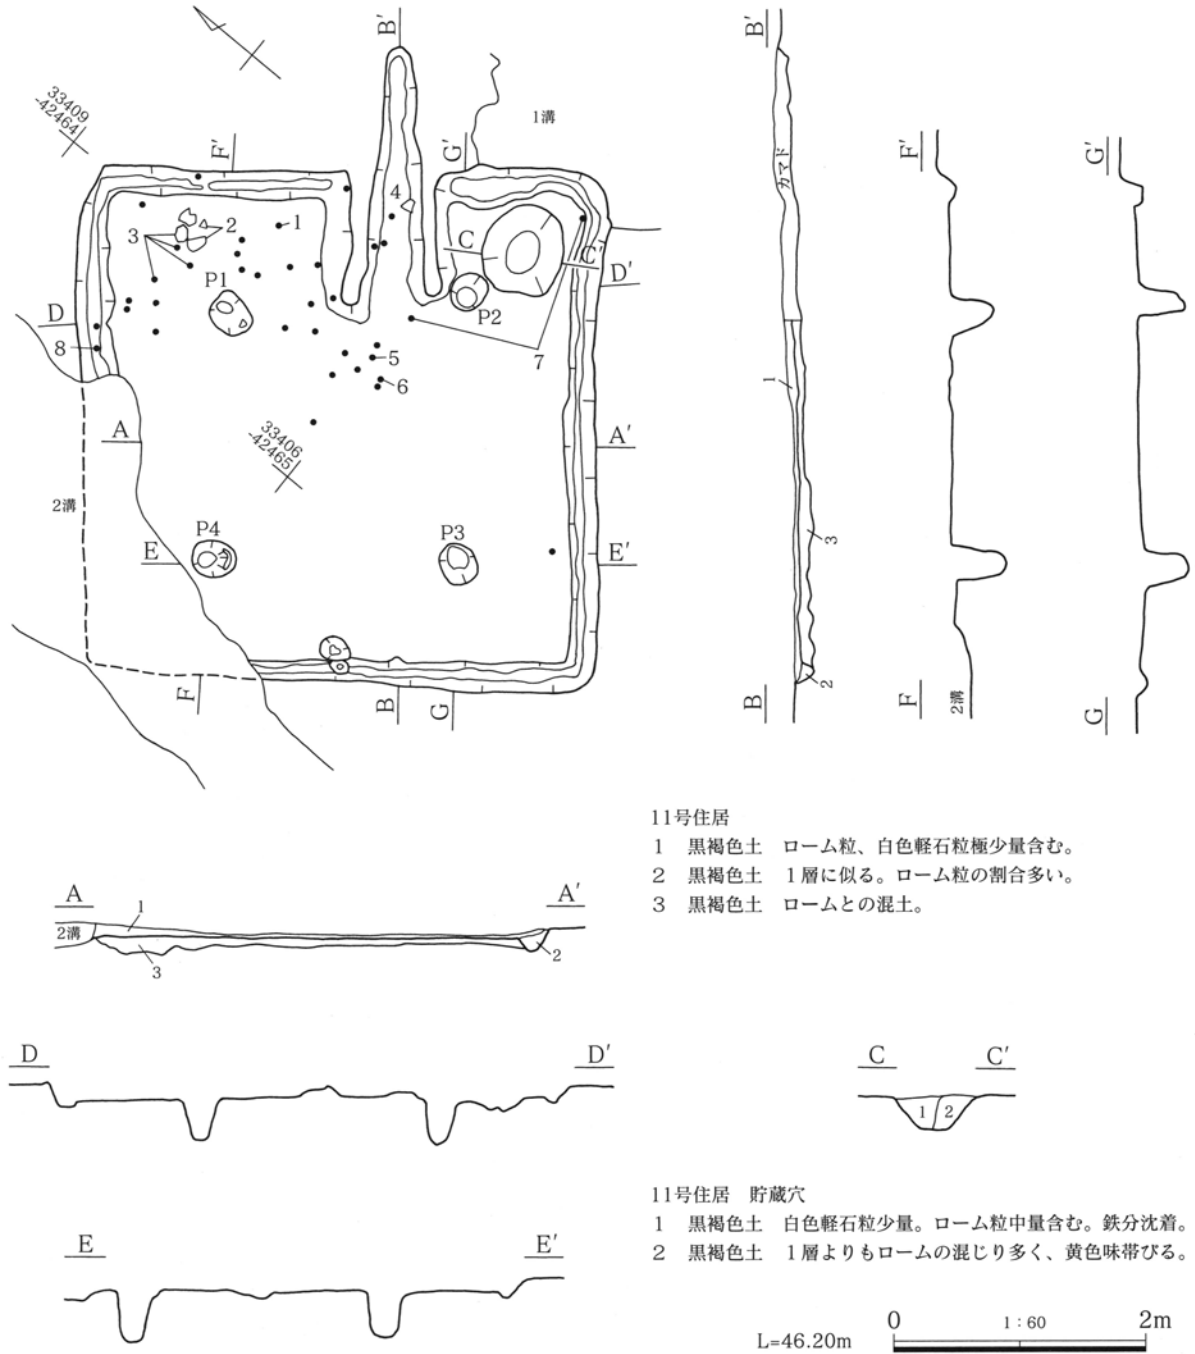 B′
33409
-42464
1溝
F′
G′
4
1
2
3
C
C′
D′
P1
P2
D
8
7
5
6
A
A′
33406
-42465
2溝
P4
P3
E
E′
F
B
G
B′
カマド
1
3
2
B
F′
F
2溝
G′
G
11号住居
1 黒褐色土 ローム粒、白色軽石粒極少量含む。
2 黒褐色土 1層に似る。ローム粒の割合多い。
3 黒褐色土 ロームとの混土。
A
A′
1
2溝
3
2
D
D′
C
C′
1
2
11号住居 貯蔵穴
1 黒褐色土 白色軽石粒少量。ローム粒中量含む。鉄分沈着。
2 黒褐色土 1層よりもロームの混じり多く、黄色味帯びる。
E
E′
L=46.20m
0
1:60
2m